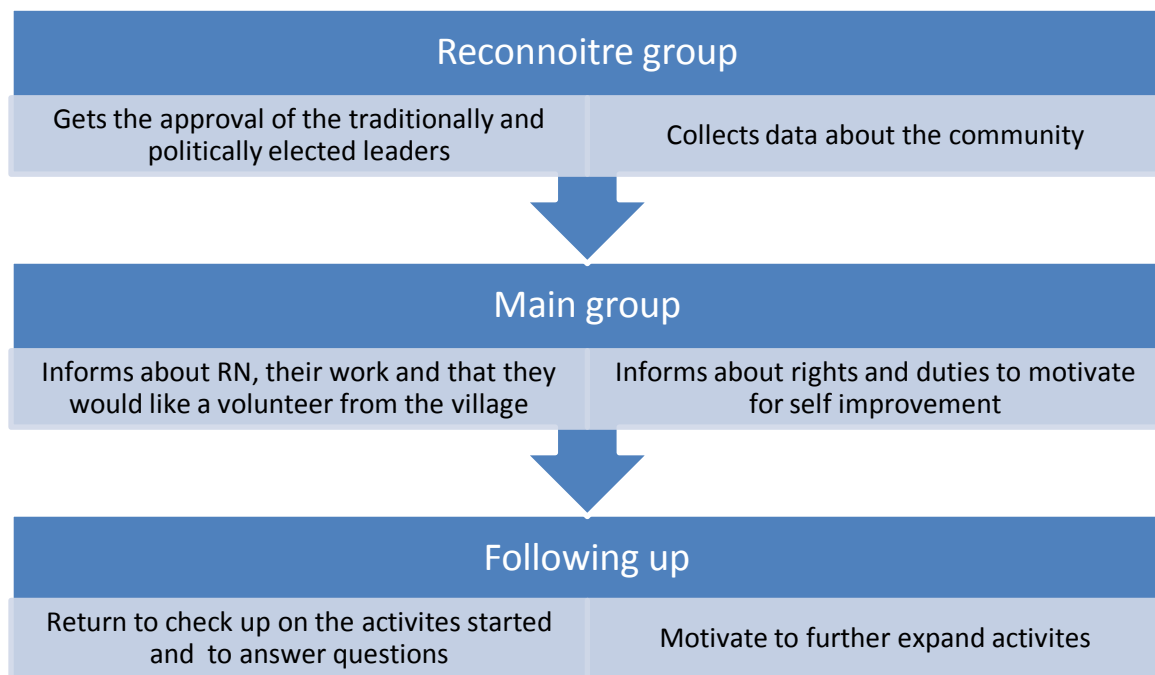 Reconnoitre group
Gets the approval of the traditionally and
politically elected leaders
Collects data about the community
Main group
Informs about RN, their work and that they
would like a volunteer from the village
Informs about rights and duties to motivate
for self improvement
Following up
Return to check up on the activites started
and  to answer questions
Motivate to further expand activites